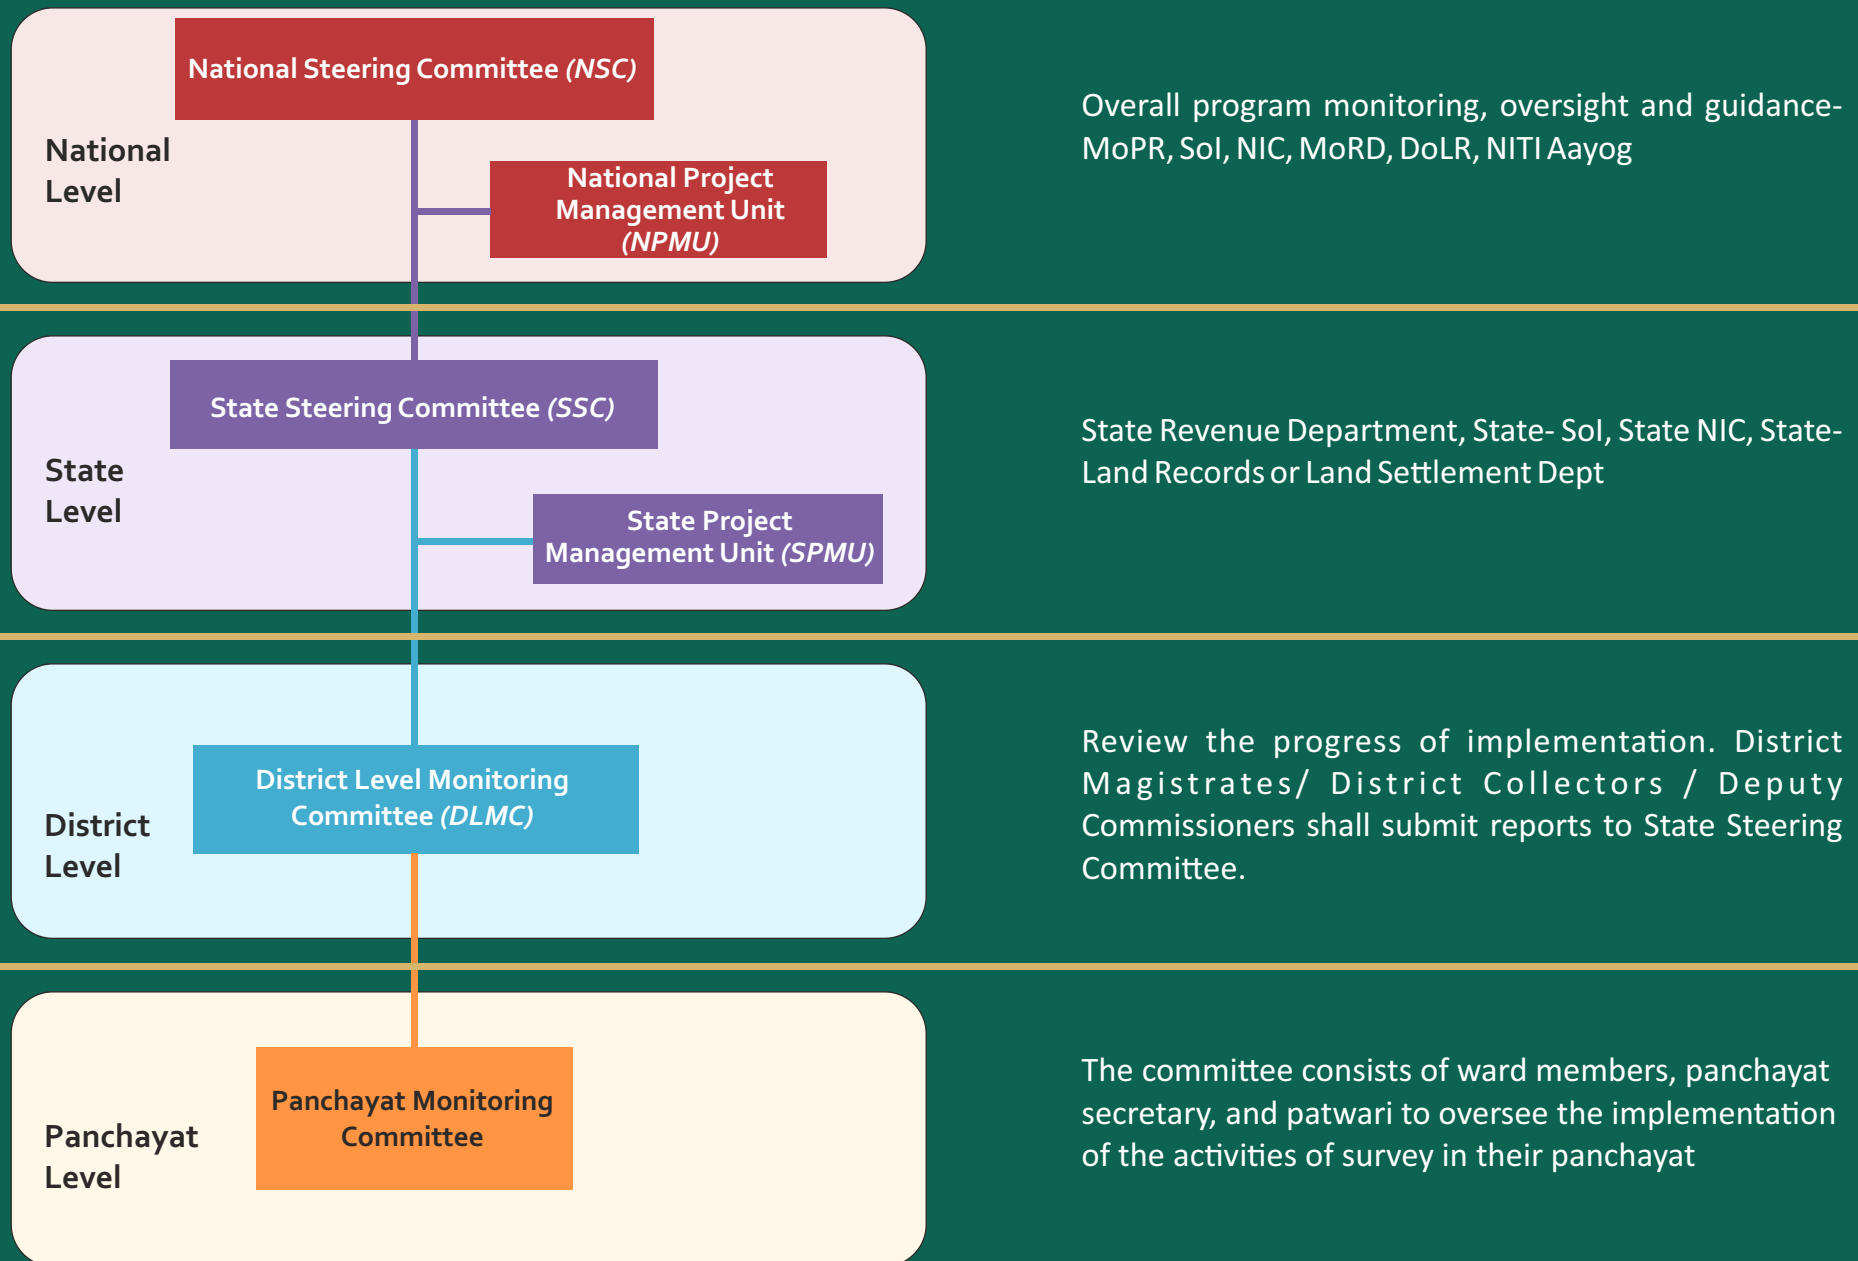 National Steering Committee (NSC)
National
Level
National Project
Management Unit
(NPMU)
Overall program monitoring, oversight and guidance-
MoPR, SoI, NIC, MoRD, DoLR, NITI Aayog
State Steering Committee (SSC)
State
Level
State Project
Management Unit (SPMU)
State Revenue Department, State- SoI, State NIC, State-
Land Records or Land Settlement Dept
District Level Monitoring
Committee (DLMC)
District
Level
Review the progress of implementation. District
Magistrates/ District Collectors / Deputy
Commissioners shall submit reports to State Steering
Committee.
Panchayat Monitoring
Committee
Panchayat
Level
The committee consists of ward members, panchayat
secretary, and patwari to oversee the implementation
of the activities of survey in their panchayat